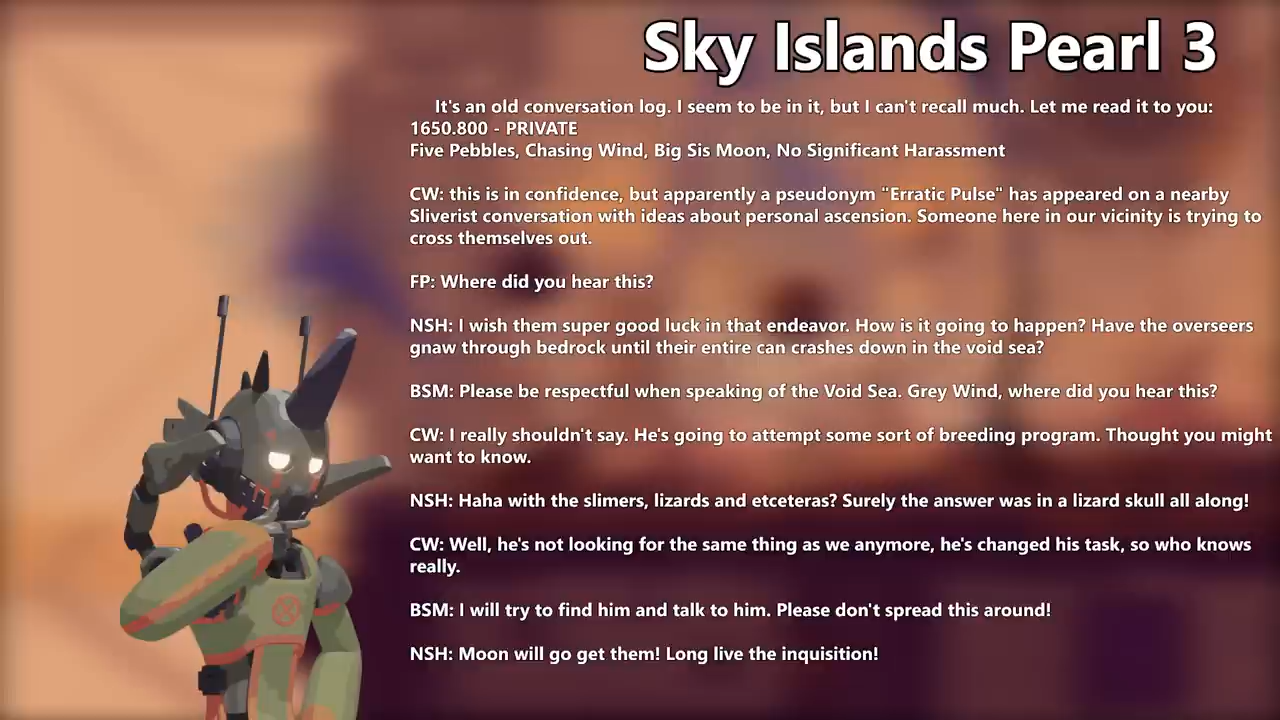 Sky Islands Pearl 3
It's an old conversation log. I seem to be in it, but I can't recall much. Let me read it to you:
1650.800 - PRIVATE
Five Pebbles, Chasing Wind, Big Sis Moon, No Significant Harassment
CW: this is in confidence, but apparently a pseudonym "Erratic Pulse" has appeared on a nearby
Sliverist conversation with ideas about personal ascension. Someone here in our vicinity is trying to
cross themselves out.
FP: Where did you hear this?
NSH: I wish them super good luck in that endeavor. How is it going to happen? Have the overseers
gnaw through bedrock until their entire can crashes down in the void sea?
BSM: Please be respectful when speaking of the Void Sea. Grey Wind, where did you hear this?
CW: I really shouldn't say. He's going to attempt some sort of breeding program. Thought you might
want to know.
NSH: Haha with the slimers, lizards and etceteras? Surely the answer was in a lizard skull all along!
CW: Well, he's not looking for the same thing as we anymore, he's changed his task, so who knows
really.
BSM: I will try to find him and talk to him. Please don't spread this around!
NSH: Moon will go get them! Long live the inquisition!